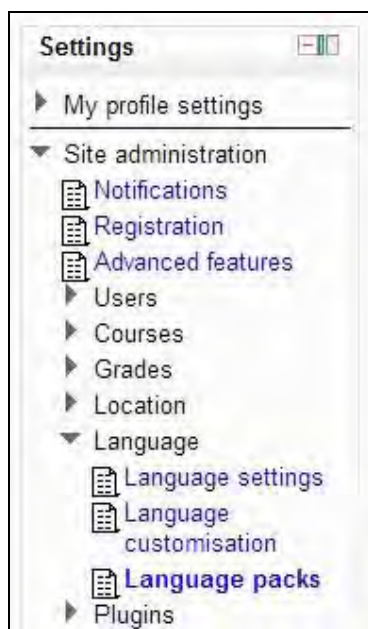 Settings
My profile settings
Site administration
Notifications
Registration
Advanced features
Users
Courses
Grades
Location
Language
Language settings
Language
customisation
Language packs
Plugins